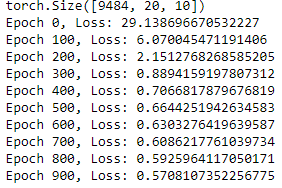 torch.Size([9484, 20, 10])
Epoch 0, Loss: 29.138696670532227
Epoch 100, Loss: 6.070045471191406
Epoch 200, Loss: 2.1512768268585205
Epoch 300, Loss: 0.8894159197807312
Epoch 400, Loss: 0.7066817879676819
Epoch 500, Loss: 0.6644251942634583
Epoch 600, Loss: 0.6303276419639587
Epoch 700, Loss: 0.6086217761039734
Epoch 800, Loss: 0.5925964117050171
Epoch 900, Loss: 0.5708107352256775